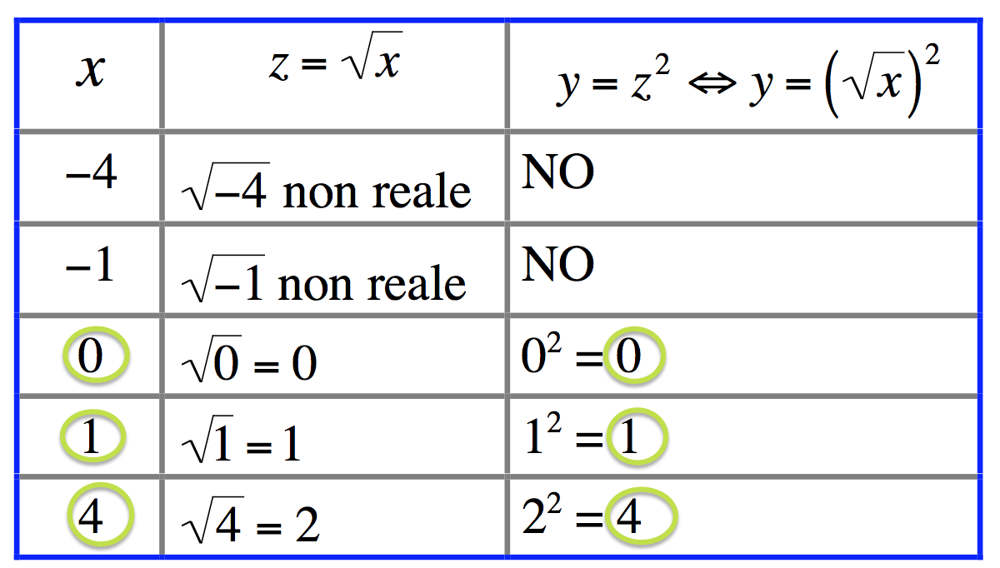 x z = √x y = z² ⇔ y = (√x)²
−4 √−4 non reale NO
−1 √−1 non reale NO
0 √0 = 0 0² = 0
1 √1 = 1 1² = 1
4 √4 = 2 2² = 4